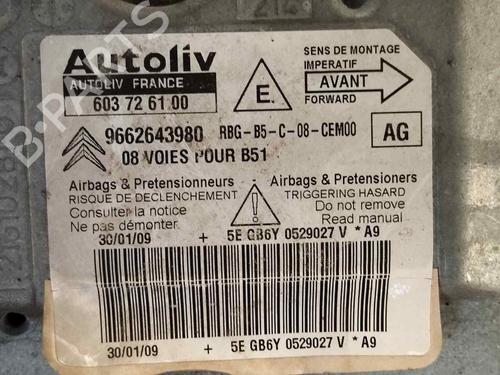 Autoliv
AUTOLIV FRANCE
603 72 61 00
E.
SENS DE MONTAGE
IMPERATIF
AVANT
FORWARD
9662643980 RBG-B5-C-08-CEM00 AG
08 VOIES POUR B51
Airbags & Pretensionneurs
RISQUE DE DECLENCHEMENT
Consulter la notice
Ne pas démonter
Airbags & Pretensioners
TRIGGERING HASARD
Do not remove
Read manual
30/01/09 + 5E GB6Y 0529027 V * A9
30/01/09 + 5E GB6Y 0529027 V * A9
B-PARTS